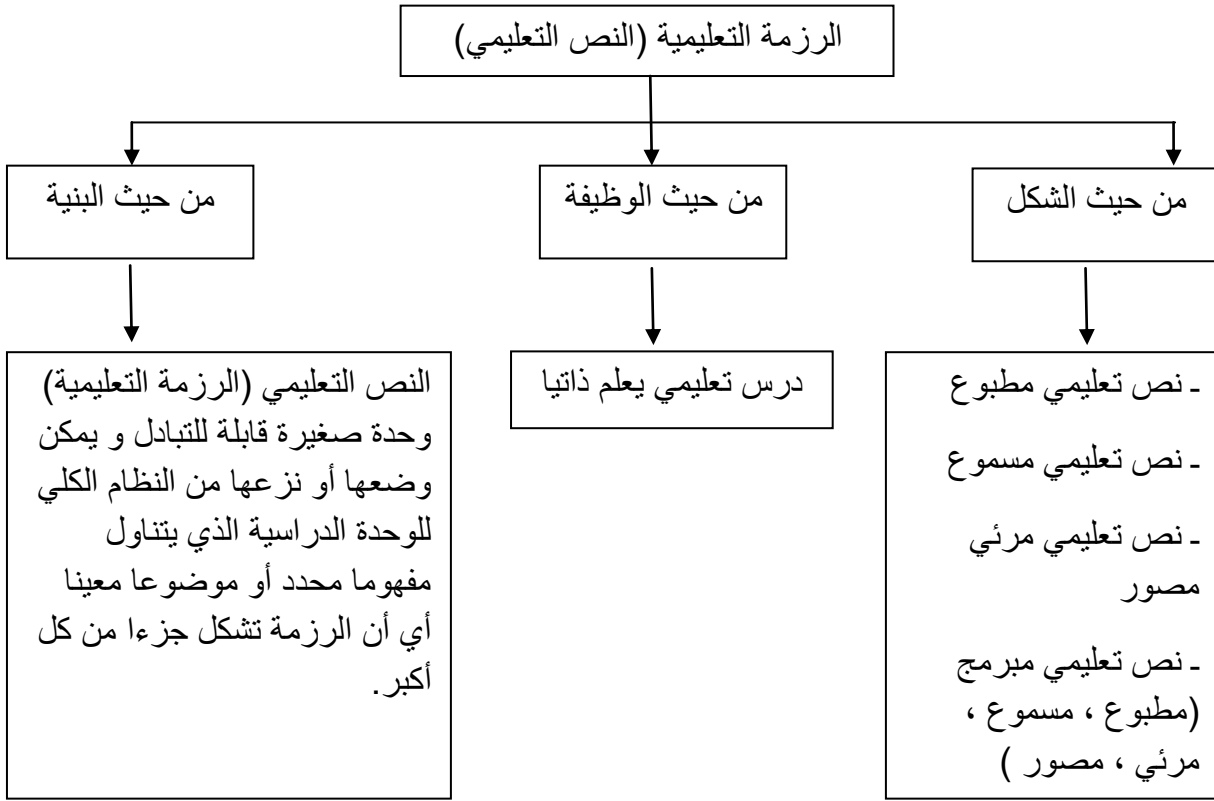 الرزمة التعليمية (النص التعليمي)
من حيث الشكل
من حيث الوظيفة
من حيث البنية
ـ نص تعليمي مطبوع
ـ نص تعليمي مسموع
ـ نص تعليمي مرئي
مصور
ـ نص تعليمي مبرمج
(مطبوع ، مسموع ،
مرئي ، مصور )
درس تعليمي يعلم ذاتيا
النص التعليمي (الرزمة التعليمية)
وحدة صغيرة قابلة للتبادل و يمكن
وضعها أو نزعها من النظام الكلي
للوحدة الدراسية الذي يتناول
مفهوما محدد أو موضوعا معينا
أي أن الرزمة تشكل جزءا من كل
أكبر.